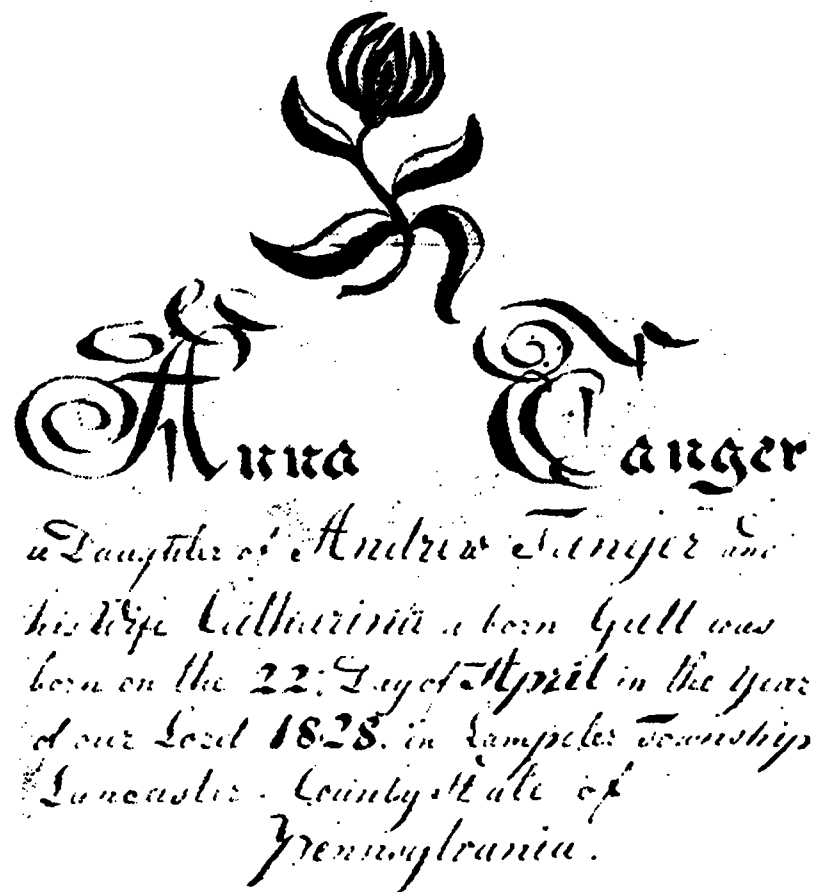 Anna Tanger
a Daughter of Andrew Tanger and
his Wife Catharina a born Gull was
born on the 22: Day of April in the year
of our Lord 1828. in Lampeter Township
Lancaster County State of
Pennsylvania.